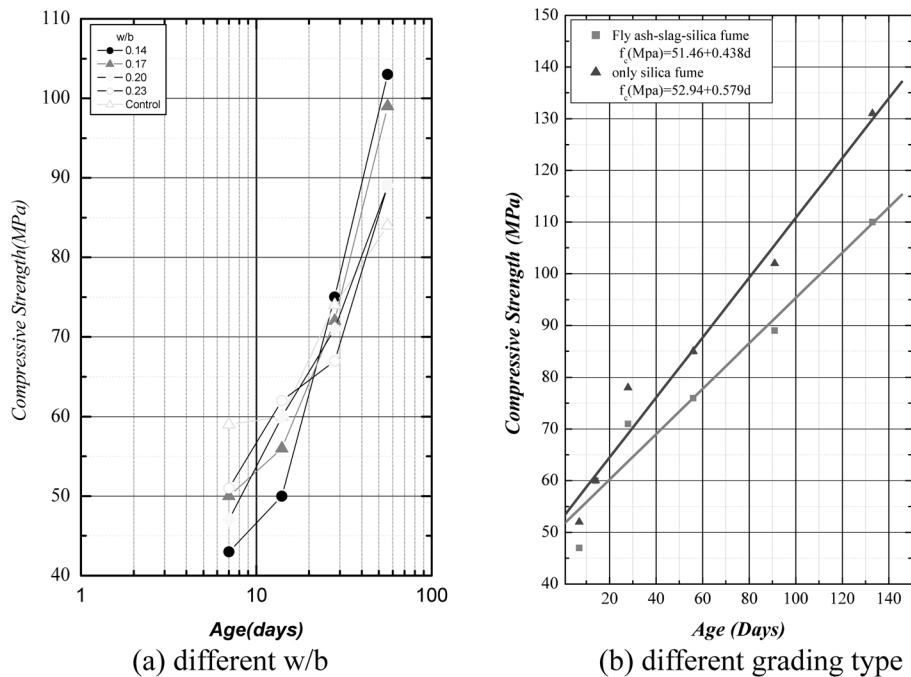 110
100
90
80
70
60
50
40
Compressive Strength(MPa)
w/b
0.14
0.17
0.20
0.23
Control
1
10
100
Age(days)
(a) different w/b
150
140
130
120
110
100
90
80
70
60
50
40
Compressive Strength (MPa)
Fly ash-slag-silica fume
fc(Mpa)=51.46+0.438d
only silica fume
fc(Mpa)=52.94+0.579d
20
40
60
80
100
120
140
Age (Days)
(b) different grading type